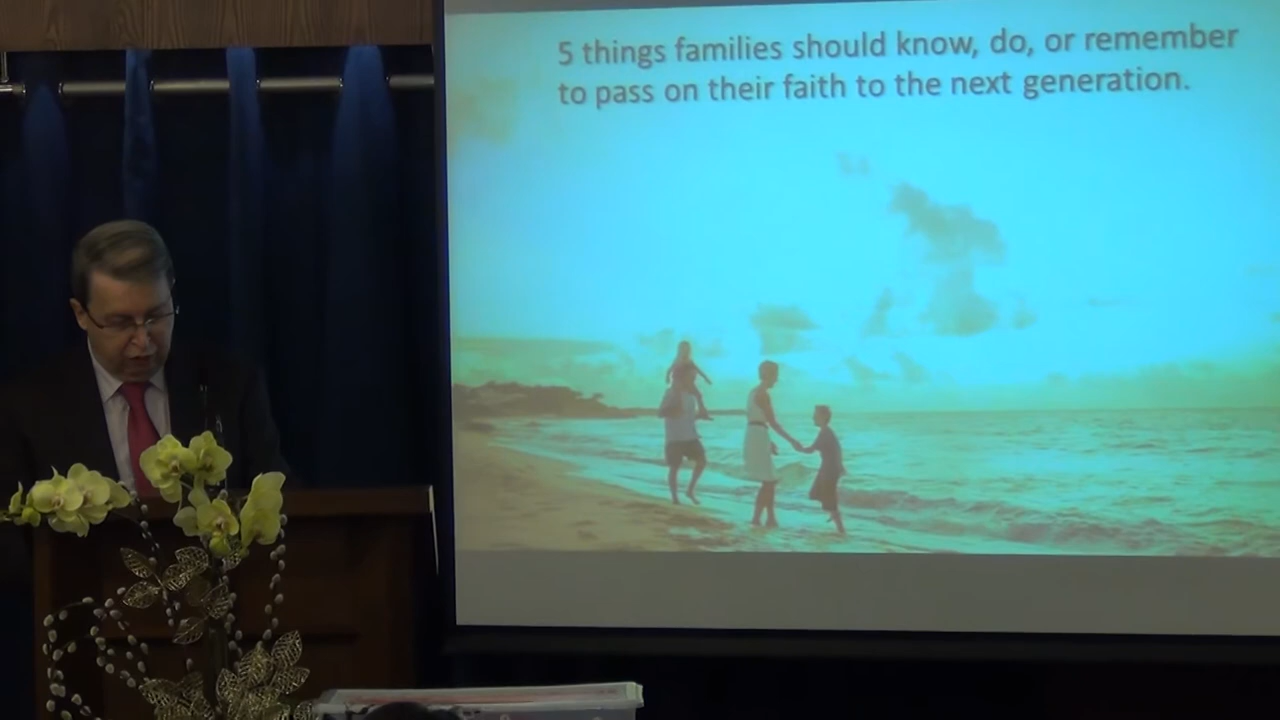 5 things families should know, do, or remember
to pass on their faith to the next generation.